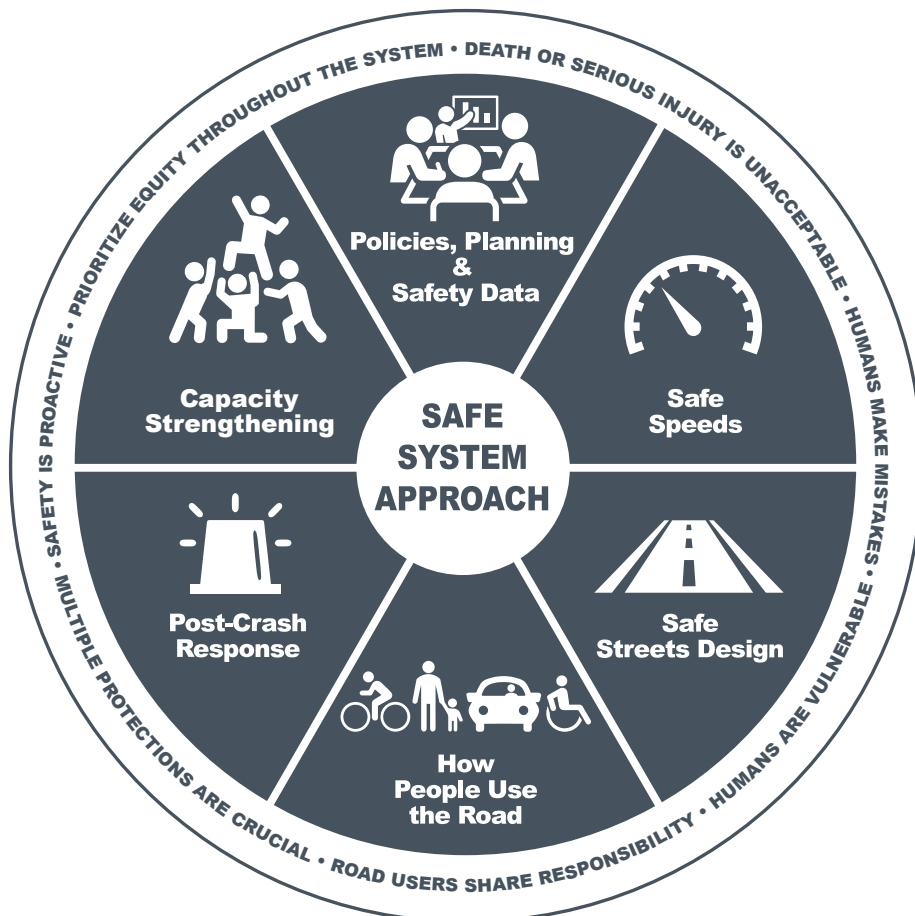 PRIORITIZE EQUITY THROUGHOUT THE SYSTEM • DEATH OR SERIOUS INJURY IS UNACCEPTABLE • HUMANS MAKE MISTAKES • HUMANS ARE VULNERABLE • ROAD USERS SHARE RESPONSIBILITY • MULTIPLE PROTECTIONS ARE CRUCIAL • SAFETY IS PROACTIVE •
Policies, Planning
&
Safety Data
Safe
Speeds
Safe
Streets Design
How
People Use
the Road
Post-Crash
Response
Capacity
Strengthening
SAFE
SYSTEM
APPROACH